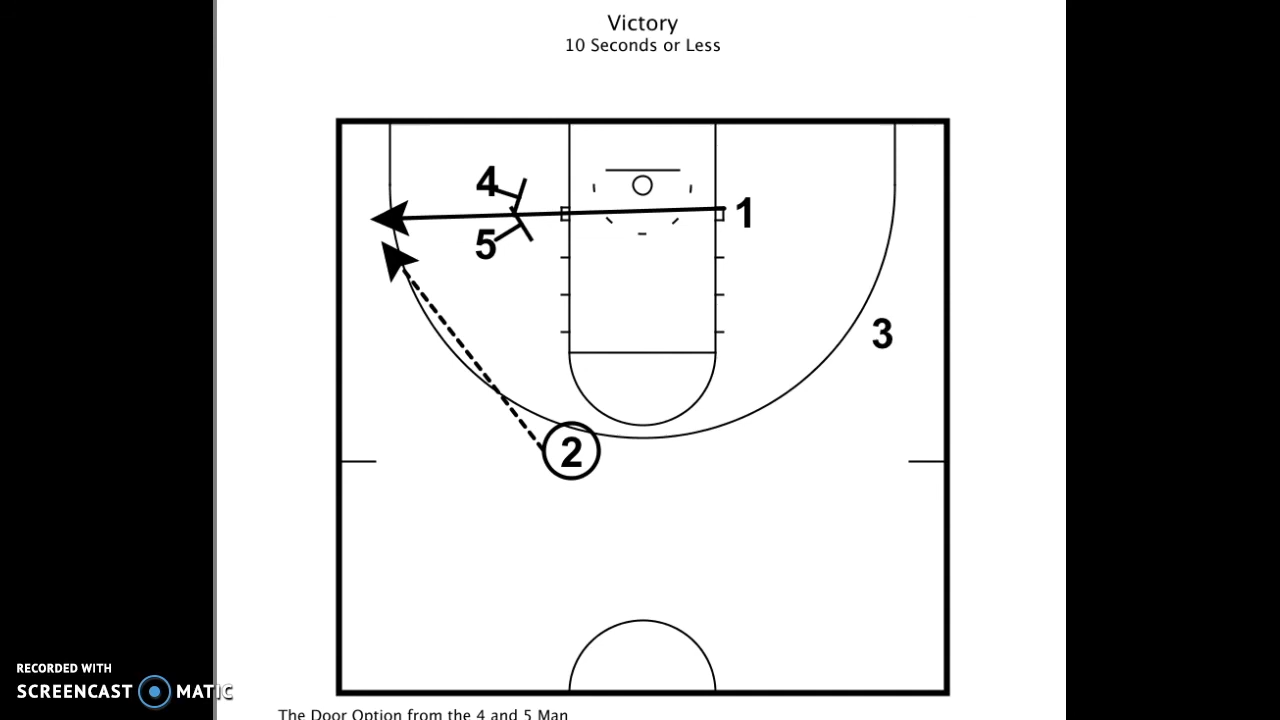 Victory
10 Seconds or Less
4
1
5
3
2
RECORDED WITH
SCREENCAST MATIC
The Door Option from the 4 and 5 Man